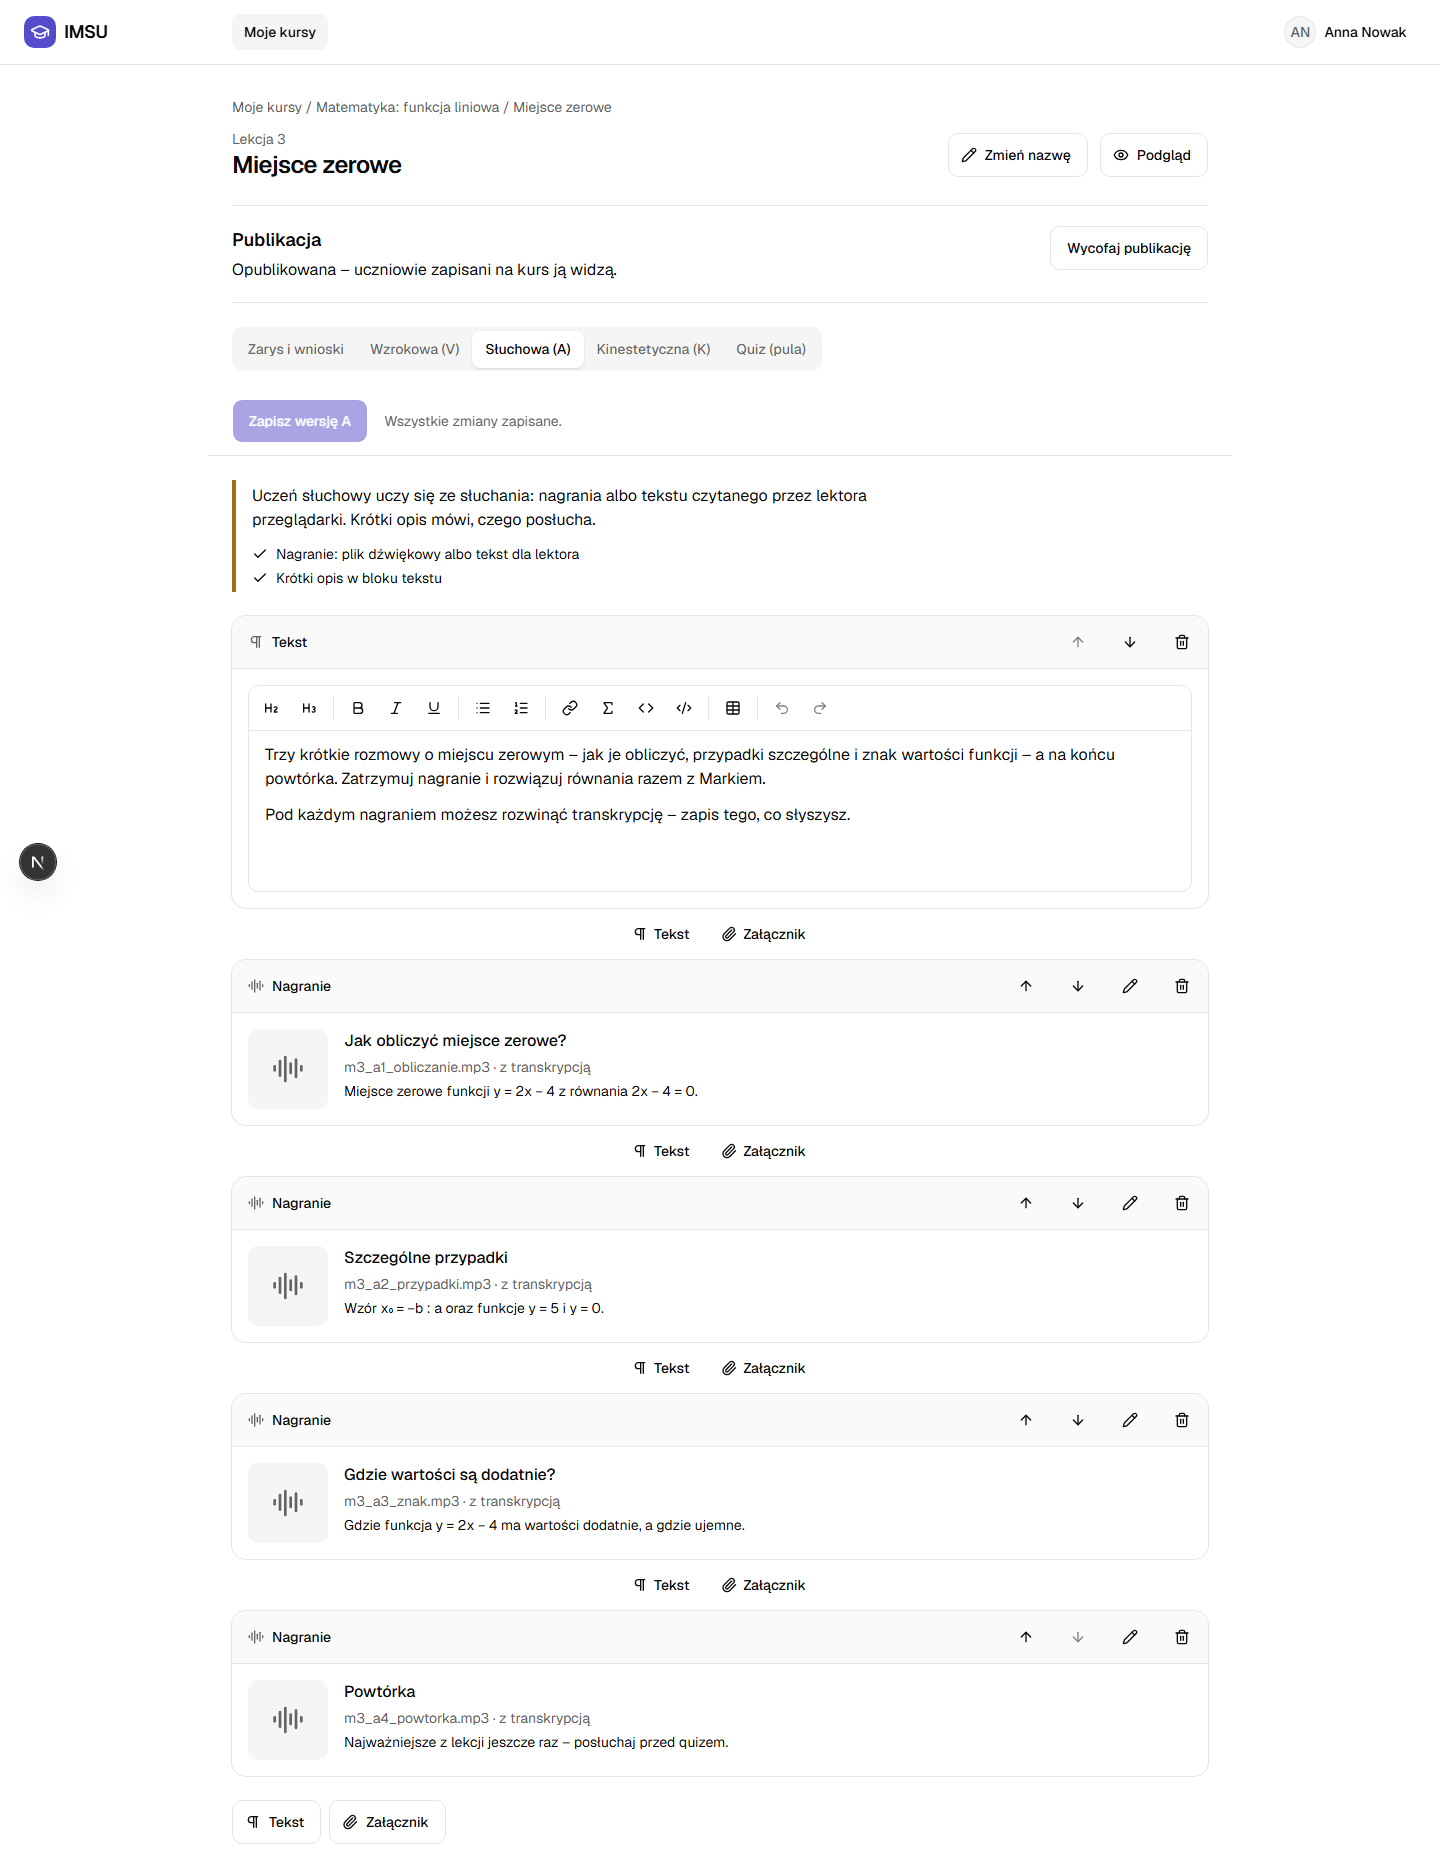 IMSU
Moje kursy
AN
Anna Nowak
Moje kursy / Matematyka: funkcja liniowa / Miejsce zerowe
Lekcja 3
Miejsce zerowe
Zmień nazwę
Podgląd
Publikacja
Opublikowana – uczniowie zapisani na kurs ją widzą.
Wycofaj publikację
Zarys i wnioski
Wzrokowa (V)
Słuchowa (A)
Kinestetyczna (K)
Quiz (pula)
Zapisz wersję A
Wszystkie zmiany zapisane.
Uczeń słuchowy uczy się ze słuchania: nagrania albo tekstu czytanego przez lektora
przeglądarki. Krótki opis mówi, czego posłucha.
Nagranie: plik dźwiękowy albo tekst dla lektora
Krótki opis w bloku tekstu
Tekst
H2 H3 B I U
Trzy krótkie rozmowy o miejscu zerowym – jak je obliczyć, przypadki szczególne i znak wartości funkcji – a na końcu
powtórka. Zatrzymuj nagranie i rozwiązuj równania razem z Markiem.
Pod każdym nagraniem możesz rozwinąć transkrypcję – zapis tego, co słyszysz.
N
Tekst
Załącznik
Nagranie
Jak obliczyć miejsce zerowe?
m3_a1_obliczanie.mp3 · z transkrypcją
Miejsce zerowe funkcji y = 2x − 4 z równania 2x − 4 = 0.
Tekst
Załącznik
Nagranie
Szczególne przypadki
m3_a2_przypadki.mp3 · z transkrypcją
Wzór x₀ = −b : a oraz funkcje y = 5 i y = 0.
Tekst
Załącznik
Nagranie
Gdzie wartości są dodatnie?
m3_a3_znak.mp3 · z transkrypcją
Gdzie funkcja y = 2x − 4 ma wartości dodatnie, a gdzie ujemne.
Tekst
Załącznik
Nagranie
Powtórka
m3_a4_powtorka.mp3 · z transkrypcją
Najważniejsze z lekcji jeszcze raz – posłuchaj przed quizem.
Tekst
Załącznik